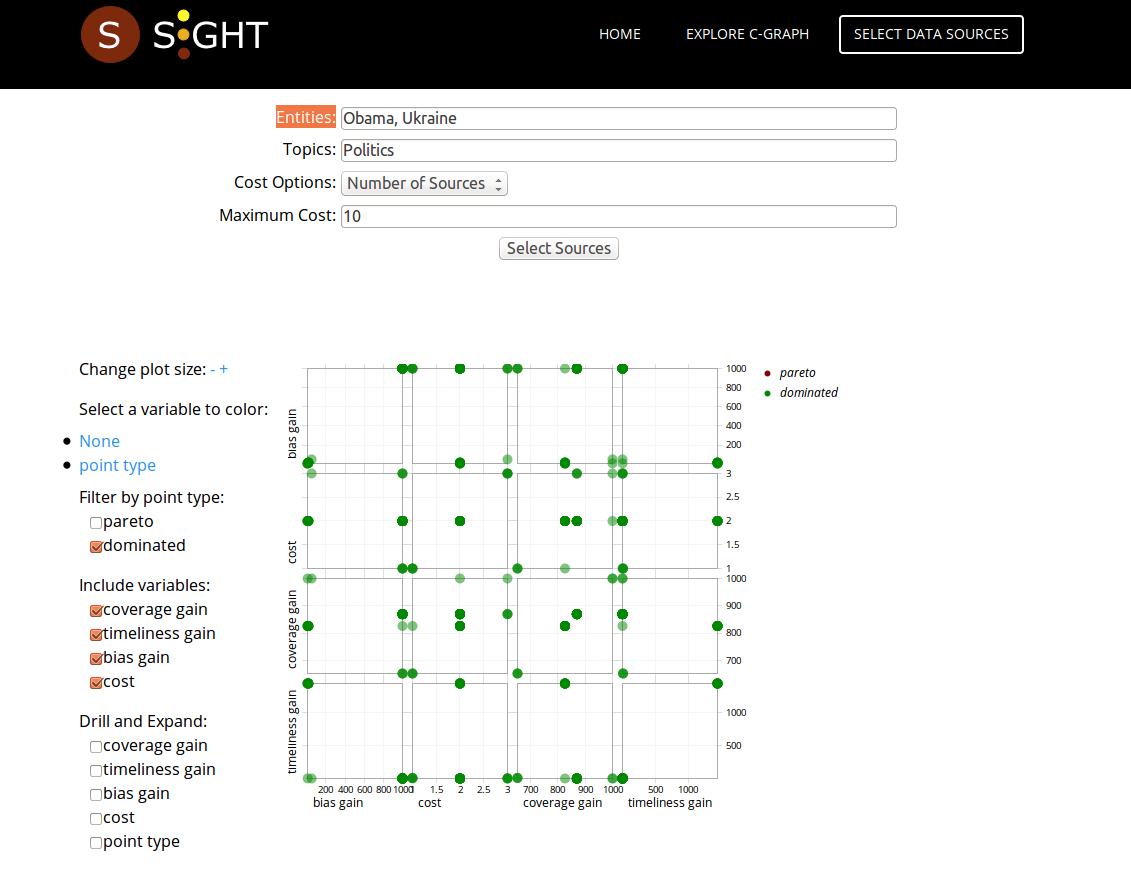 S S GHT HOME EXPLORE C-GRAPH SELECT DATA SOURCES
Entities: Obama, Ukraine
Topics: Politics
Cost Options: Number of Sources
Maximum Cost: 10
Select Sources
Change plot size: - +
Select a variable to color:
None
point type
Filter by point type:
pareto
dominated
Include variables:
coverage gain
timeliness gain
bias gain
cost
Drill and Expand:
coverage gain
timeliness gain
bias gain
cost
point type
bias gain
1000
800
600
400
200
cost
3
2.5
2
1.5
1
coverage gain
1000
900
800
700
timeliness gain
1000
500
200 400 600 800 1000 1 1.5 2 2.5 3 700 800 900 1000 500 1000
bias gain cost coverage gain timeliness gain
pareto
dominated